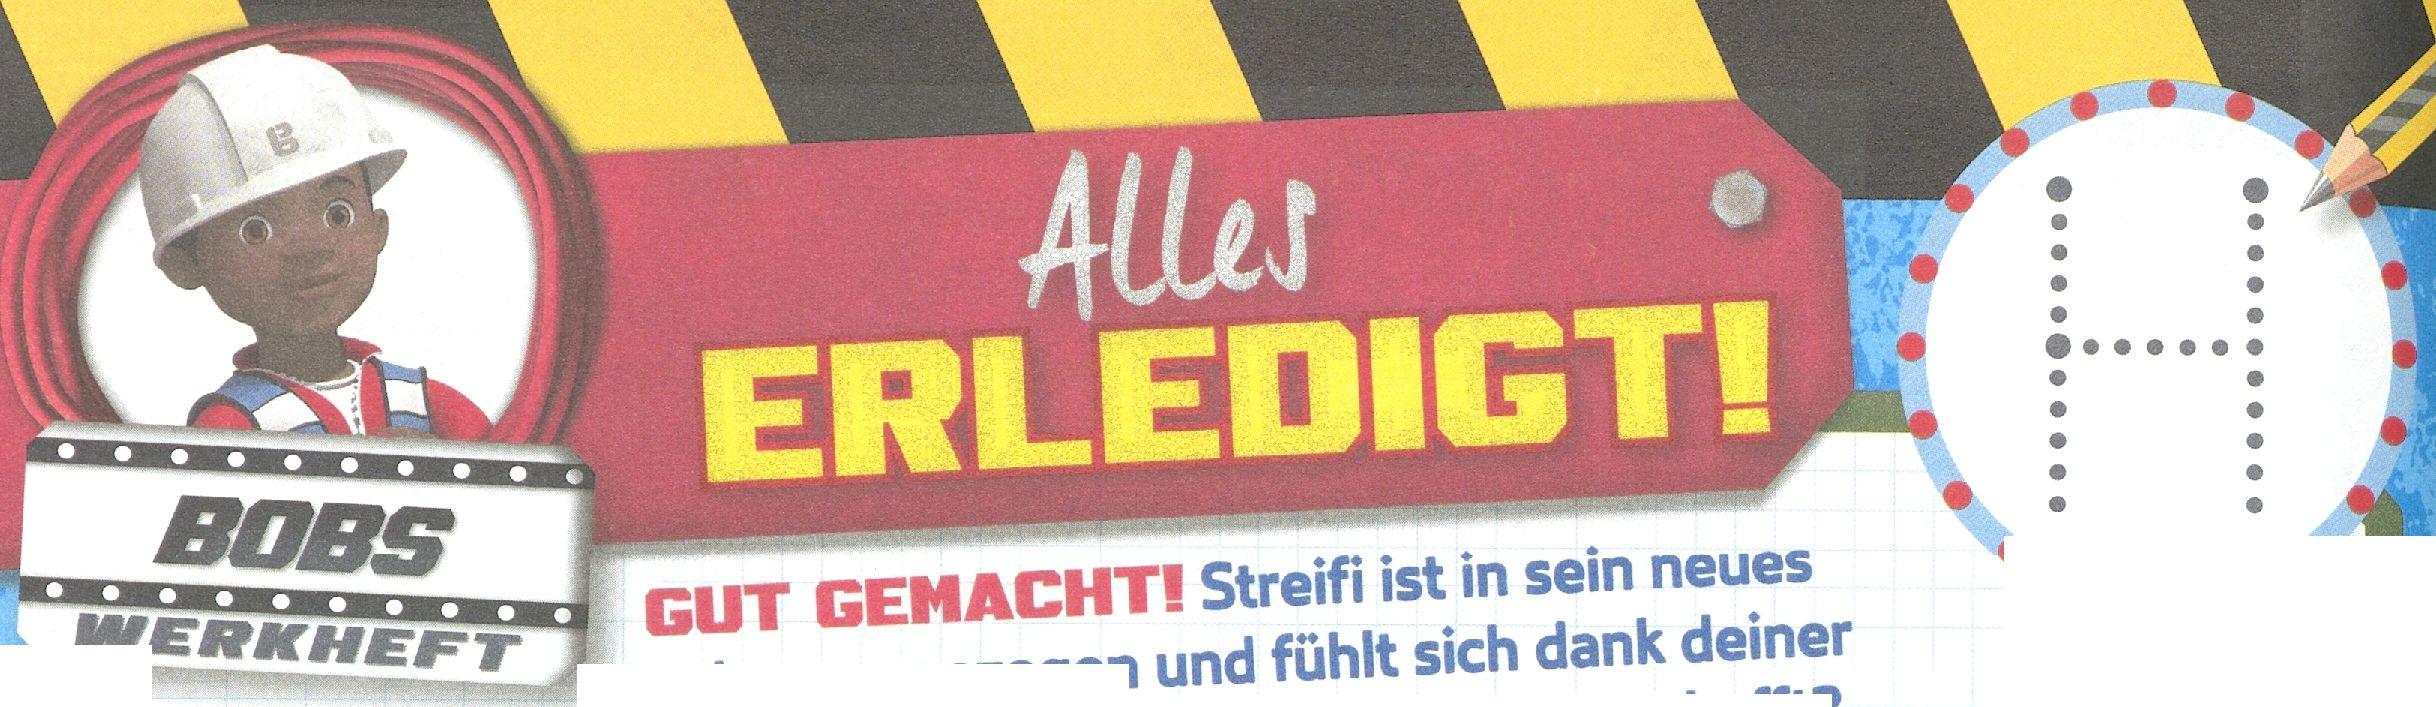 B
Alles
ERLEDIGT!
H
BOBS
WERKHEFT
GUT GEMACHT! Streifi ist in sein neues
und fühlt sich dank deiner